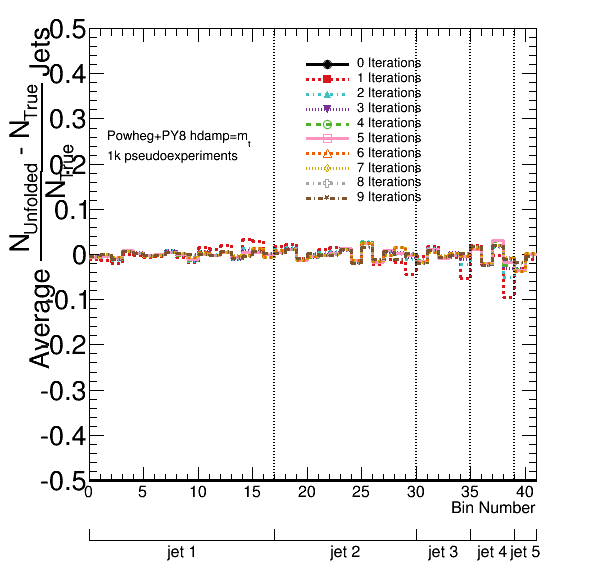 Average (N_Unfolded - N_True) / N_True Jets
0.5
0.4
0.3
0.2
0.1
0
-0.1
-0.2
-0.3
-0.4
-0.5
0 Iterations
1 Iterations
2 Iterations
3 Iterations
4 Iterations
5 Iterations
6 Iterations
7 Iterations
8 Iterations
9 Iterations
Powheg+PY8 hdamp=m_t
1k pseudoexperiments
0 5 10 15 20 25 30 35 40
Bin Number
jet 1 jet 2 jet 3 jet 4 jet 5